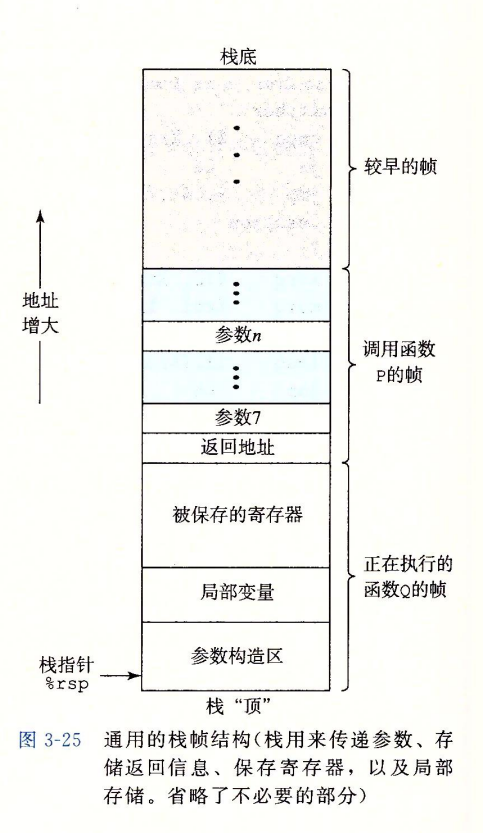 栈底
较早的帧
地址
增大
参数n
调用函数
P的帧
参数7
返回地址
被保存的寄存器
正在执行的
函数Q的帧
局部变量
参数构造区
栈指针
%rsp
栈“顶”
图 3-25 通用的栈帧结构(栈用来传递参数、存
储返回信息、保存寄存器，以及局部
存储。省略了不必要的部分)